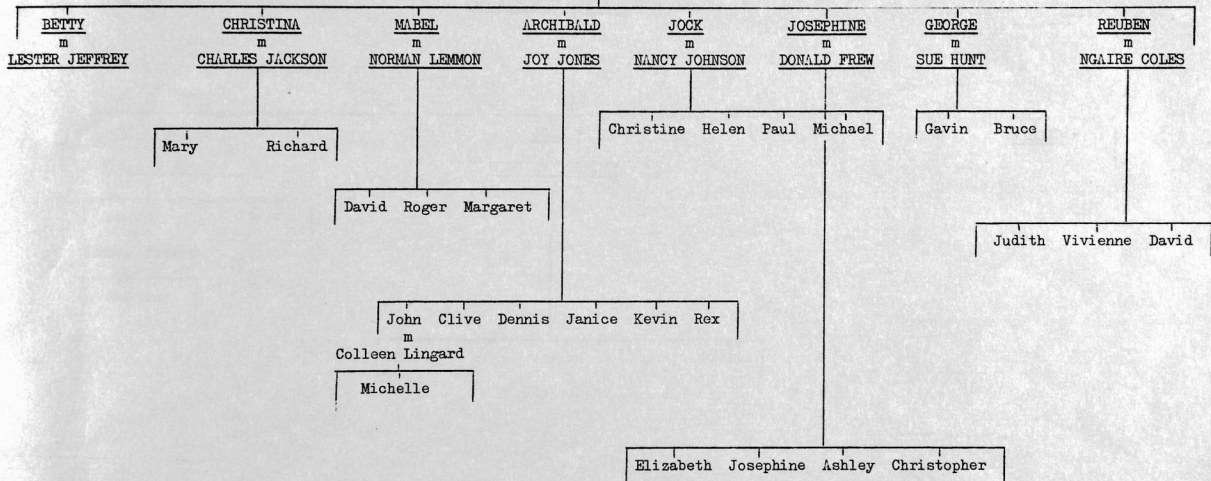 BETTY CHRISTINA MABEL ARCHIBALD JOCK JOSEPHINE GEORGE REUBEN
m m m m m m m m
LESTER JEFFREY CHARLES JACKSON NORMAN LEMMON JOY JONES NANCY JOHNSON DONALD FREW SUE HUNT NGAIRE COLES
Christine Helen Paul Michael Gavin Bruce
Mary Richard
David Roger Margaret
Judith Vivienne David
John Clive Dennis Janice Kevin Rex
m
Colleen Lingard
Michelle
Elizabeth Josephine Ashley Christopher